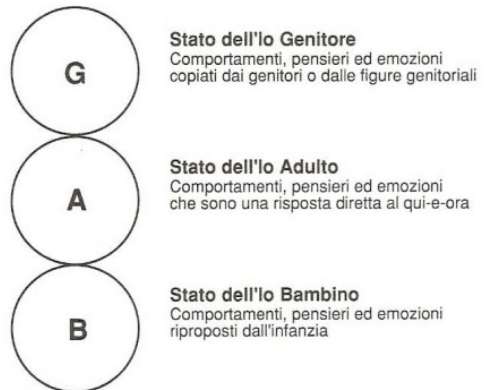 G
Stato dell'Io Genitore
Comportamenti, pensieri ed emozioni
copiati dai genitori o dalle figure genitoriali
A
Stato dell'Io Adulto
Comportamenti, pensieri ed emozioni
che sono una risposta diretta al qui-e-ora
B
Stato dell'Io Bambino
Comportamenti, pensieri ed emozioni
riproposti dall'infanzia